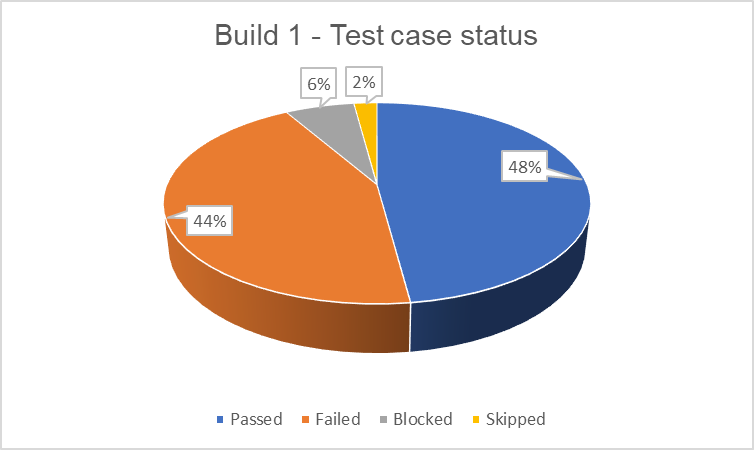 Build 1 - Test case status
6%
2%
48%
44%
Passed Failed Blocked Skipped